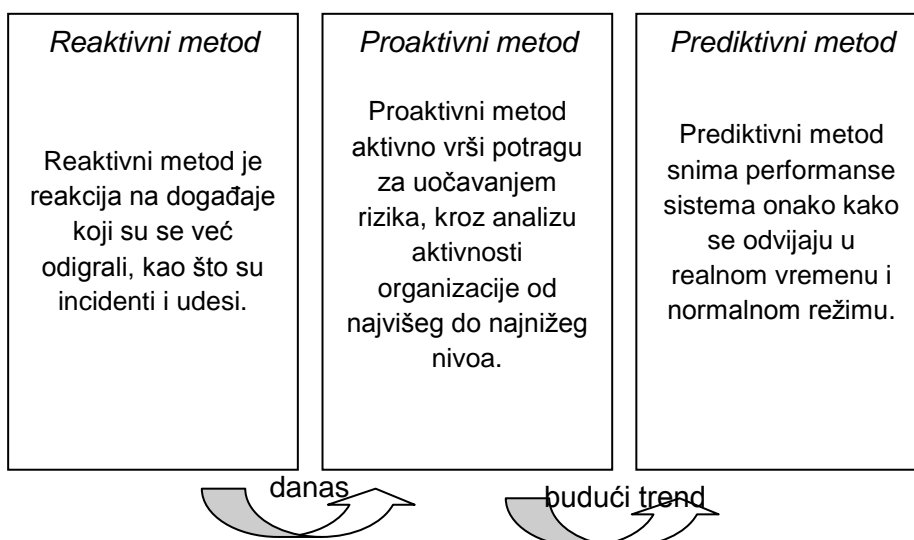 Reaktivni metod
Reaktivni metod je
reakcija na događaje
koji su se već
odigrali, kao što su
incidenti i udesi.
Proaktivni metod
Proaktivni metod
aktivno vrši potragu
za uočavanjem
rizika, kroz analizu
aktivnosti
organizacije od
najvišeg do najnižeg
nivoa.
Prediktivni metod
Prediktivni metod
snima performanse
sistema onako kako
se odvijaju u
realnom vremenu i
normalnom režimu.
danas
budući trend